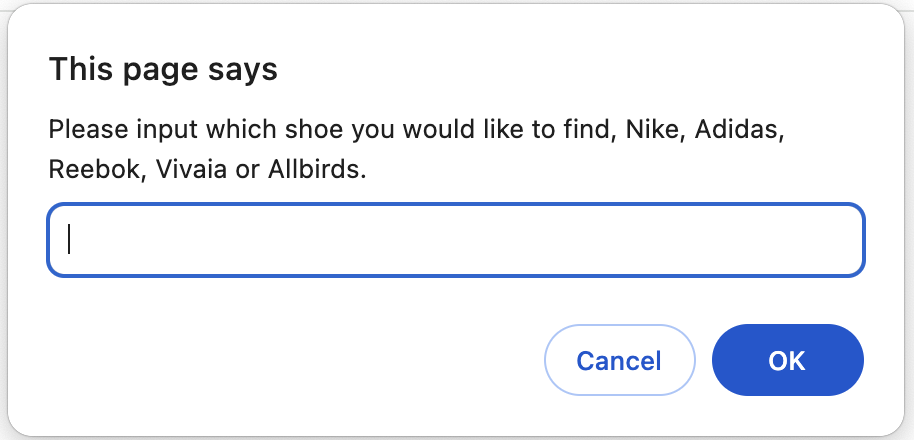 This page says
Please input which shoe you would like to find, Nike, Adidas,
Reebok, Vivaia or Allbirds.
Cancel
OK